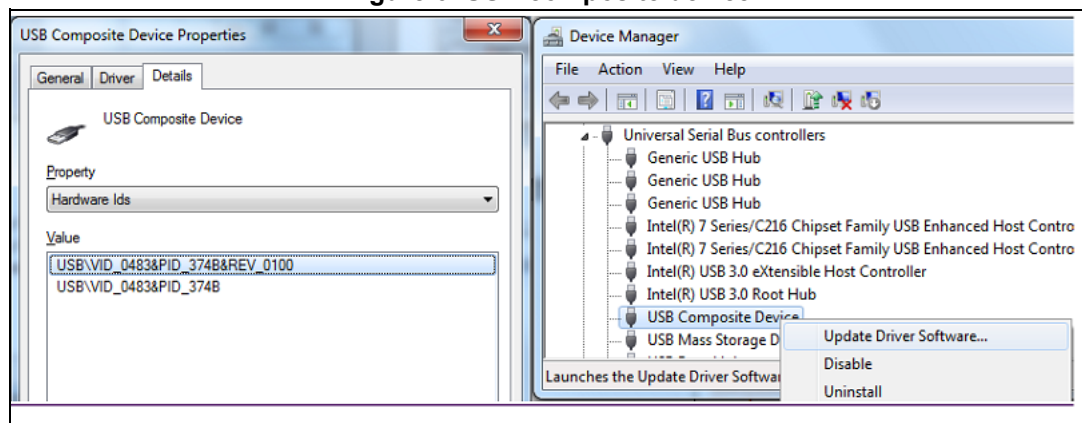 USB Composite Device Properties
General Driver Details
USB Composite Device
Property
Hardware Ids
Value
USB\VID_0483&PID_374B&REV_0100
USB\VID_0483&PID_374B
Device Manager
File Action View Help
Universal Serial Bus controllers
Generic USB Hub
Generic USB Hub
Generic USB Hub
Intel(R) 7 Series/C216 Chipset Family USB Enhanced Host Contro
Intel(R) 7 Series/C216 Chipset Family USB Enhanced Host Contro
Intel(R) USB 3.0 eXtensible Host Controller
Intel(R) USB 3.0 Root Hub
USB Composite Device
USB Mass Storage D
Update Driver Software...
Disable
Uninstall
Launches the Update Driver Softwa